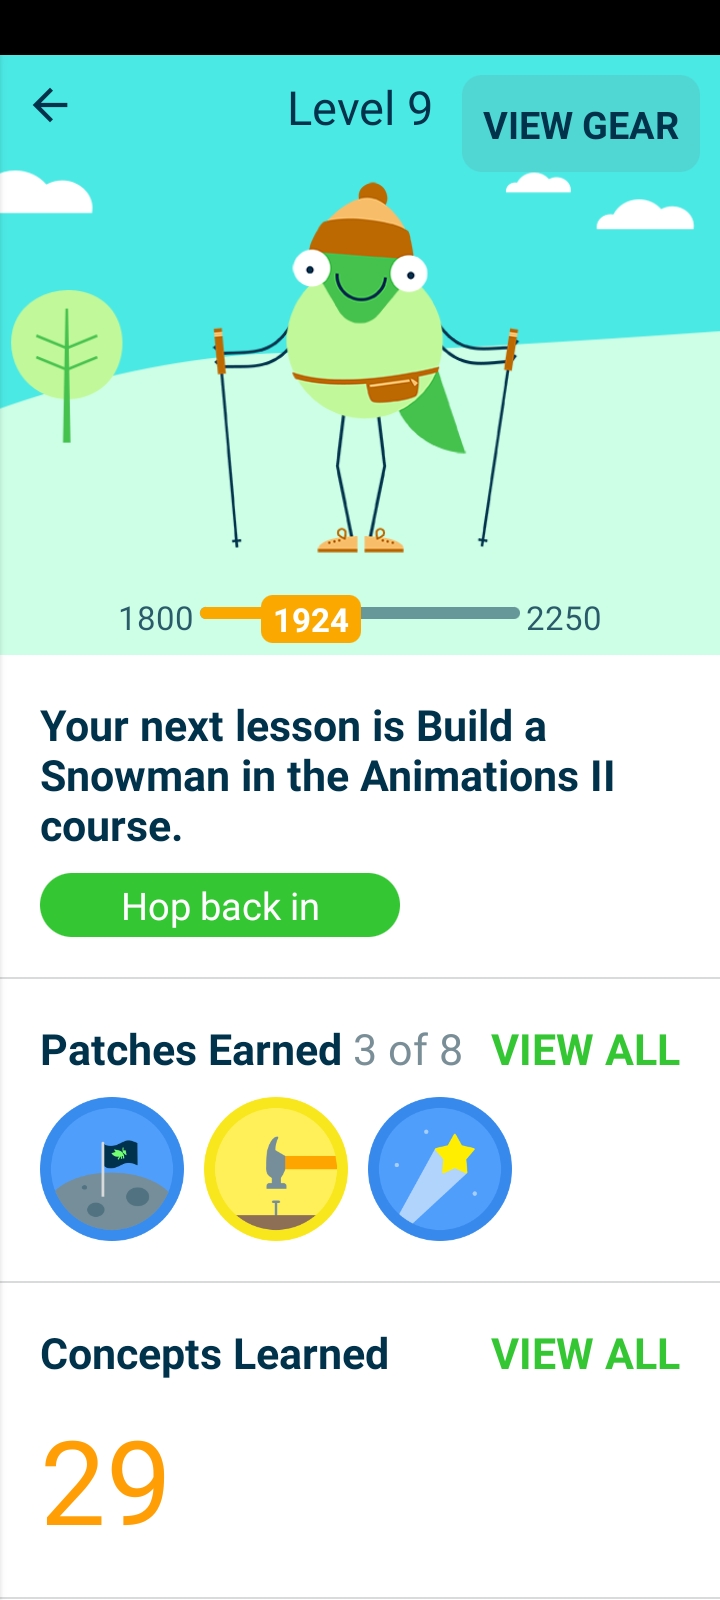 Level 9
VIEW GEAR
1800 1924 2250
Your next lesson is Build a
Snowman in the Animations II
course.
Hop back in
Patches Earned 3 of 8 VIEW ALL
Concepts Learned VIEW ALL
29